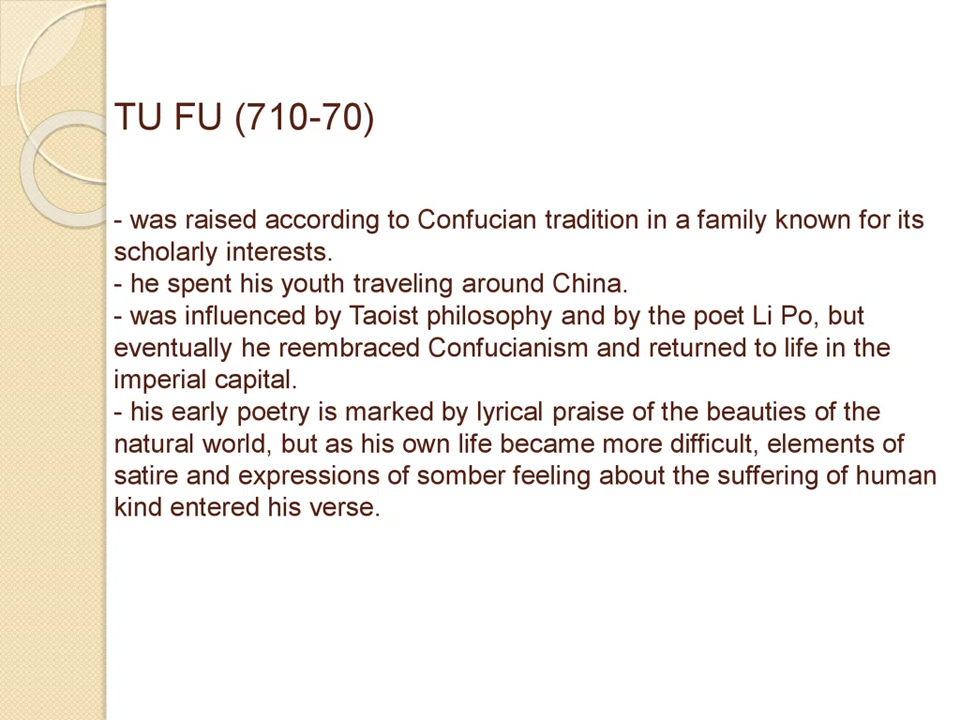 TU FU (710-70)
- was raised according to Confucian tradition in a family known for its
scholarly interests.
- he spent his youth traveling around China.
- was influenced by Taoist philosophy and by the poet Li Po, but
eventually he reembraced Confucianism and returned to life in the
imperial capital.
- his early poetry is marked by lyrical praise of the beauties of the
natural world, but as his own life became more difficult, elements of
satire and expressions of somber feeling about the suffering of human
kind entered his verse.